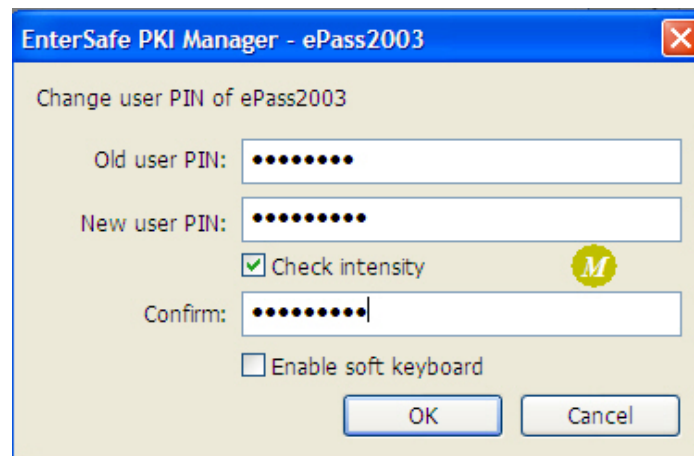 EnterSafe PKI Manager - ePass2003
Change user PIN of ePass2003
Old user PIN: ••••••••
New user PIN: •••••••••
Check intensity M
Confirm: •••••••••
Enable soft keyboard
OK Cancel